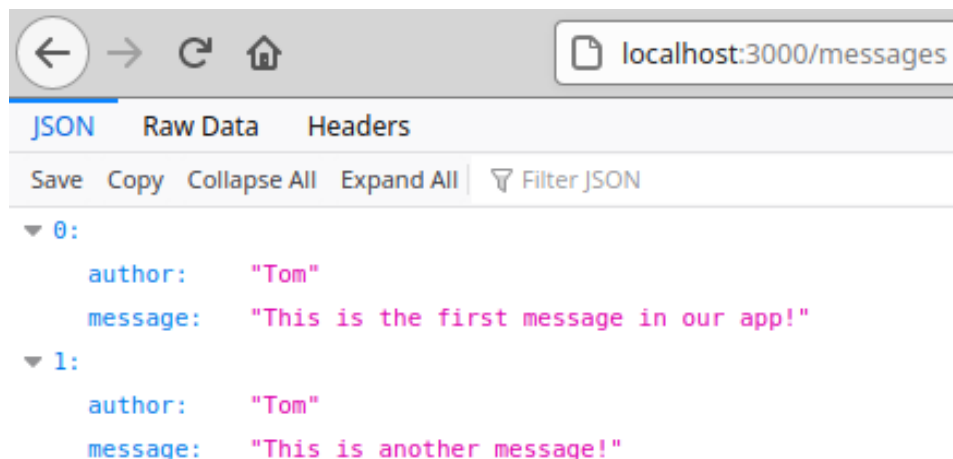 localhost:3000/messages
JSON Raw Data Headers
Save Copy Collapse All Expand All Filter JSON
0:
author: "Tom"
message: "This is the first message in our app!"
1:
author: "Tom"
message: "This is another message!"